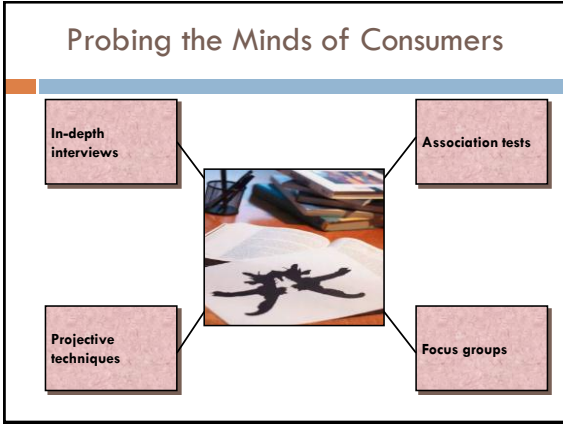 Probing the Minds of Consumers
In-depth
interviews
Association tests
Projective
techniques
Focus groups